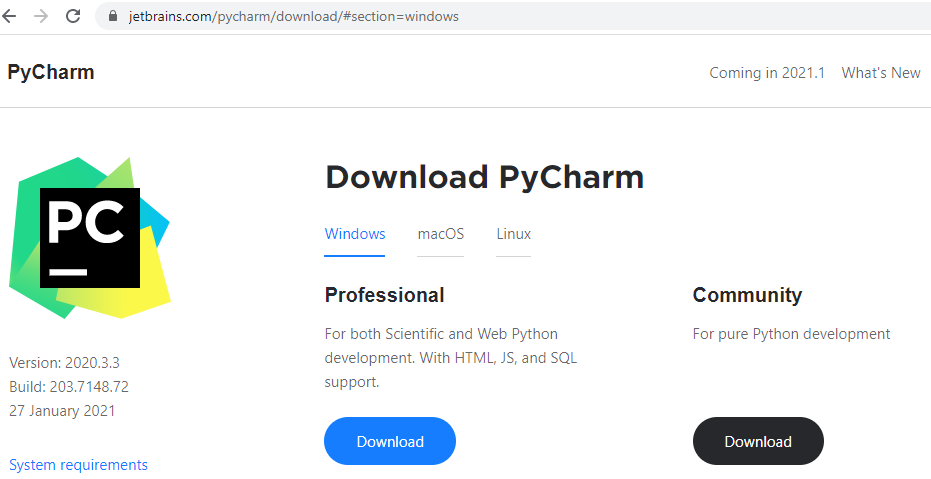 jetbrains.com/pycharm/download/#section=windows
PyCharm
Coming in 2021.1 What's New
PC
Download PyCharm
Windows macOS Linux
Professional
For both Scientific and Web Python
development. With HTML, JS, and SQL
support.
Download
Community
For pure Python development
Download
Version: 2020.3.3
Build: 203.7148.72
27 January 2021
System requirements